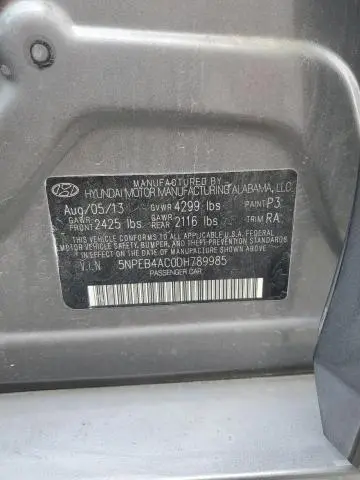 MANUFACTURED BY
HYUNDAI MOTOR MANUFACTURING ALABAMA, LLC
Aug/05/13 GVWR 4299 lbs PAINT P3
GAWR FRONT 2425 lbs. GAWR REAR 2116 lbs TRIM RA
THIS VEHICLE CONFORMS TO ALL APPLICABLE U.S. FEDERAL
MOTOR VEHICLE SAFETY, BUMPER, AND THEFT PREVENTION STANDARDS
IN EFFECT ON THE DATE OF MANUFACTURE SHOWN ABOVE.
V.I.N 5NPEB4AC0DH789985
PASSENGER CAR